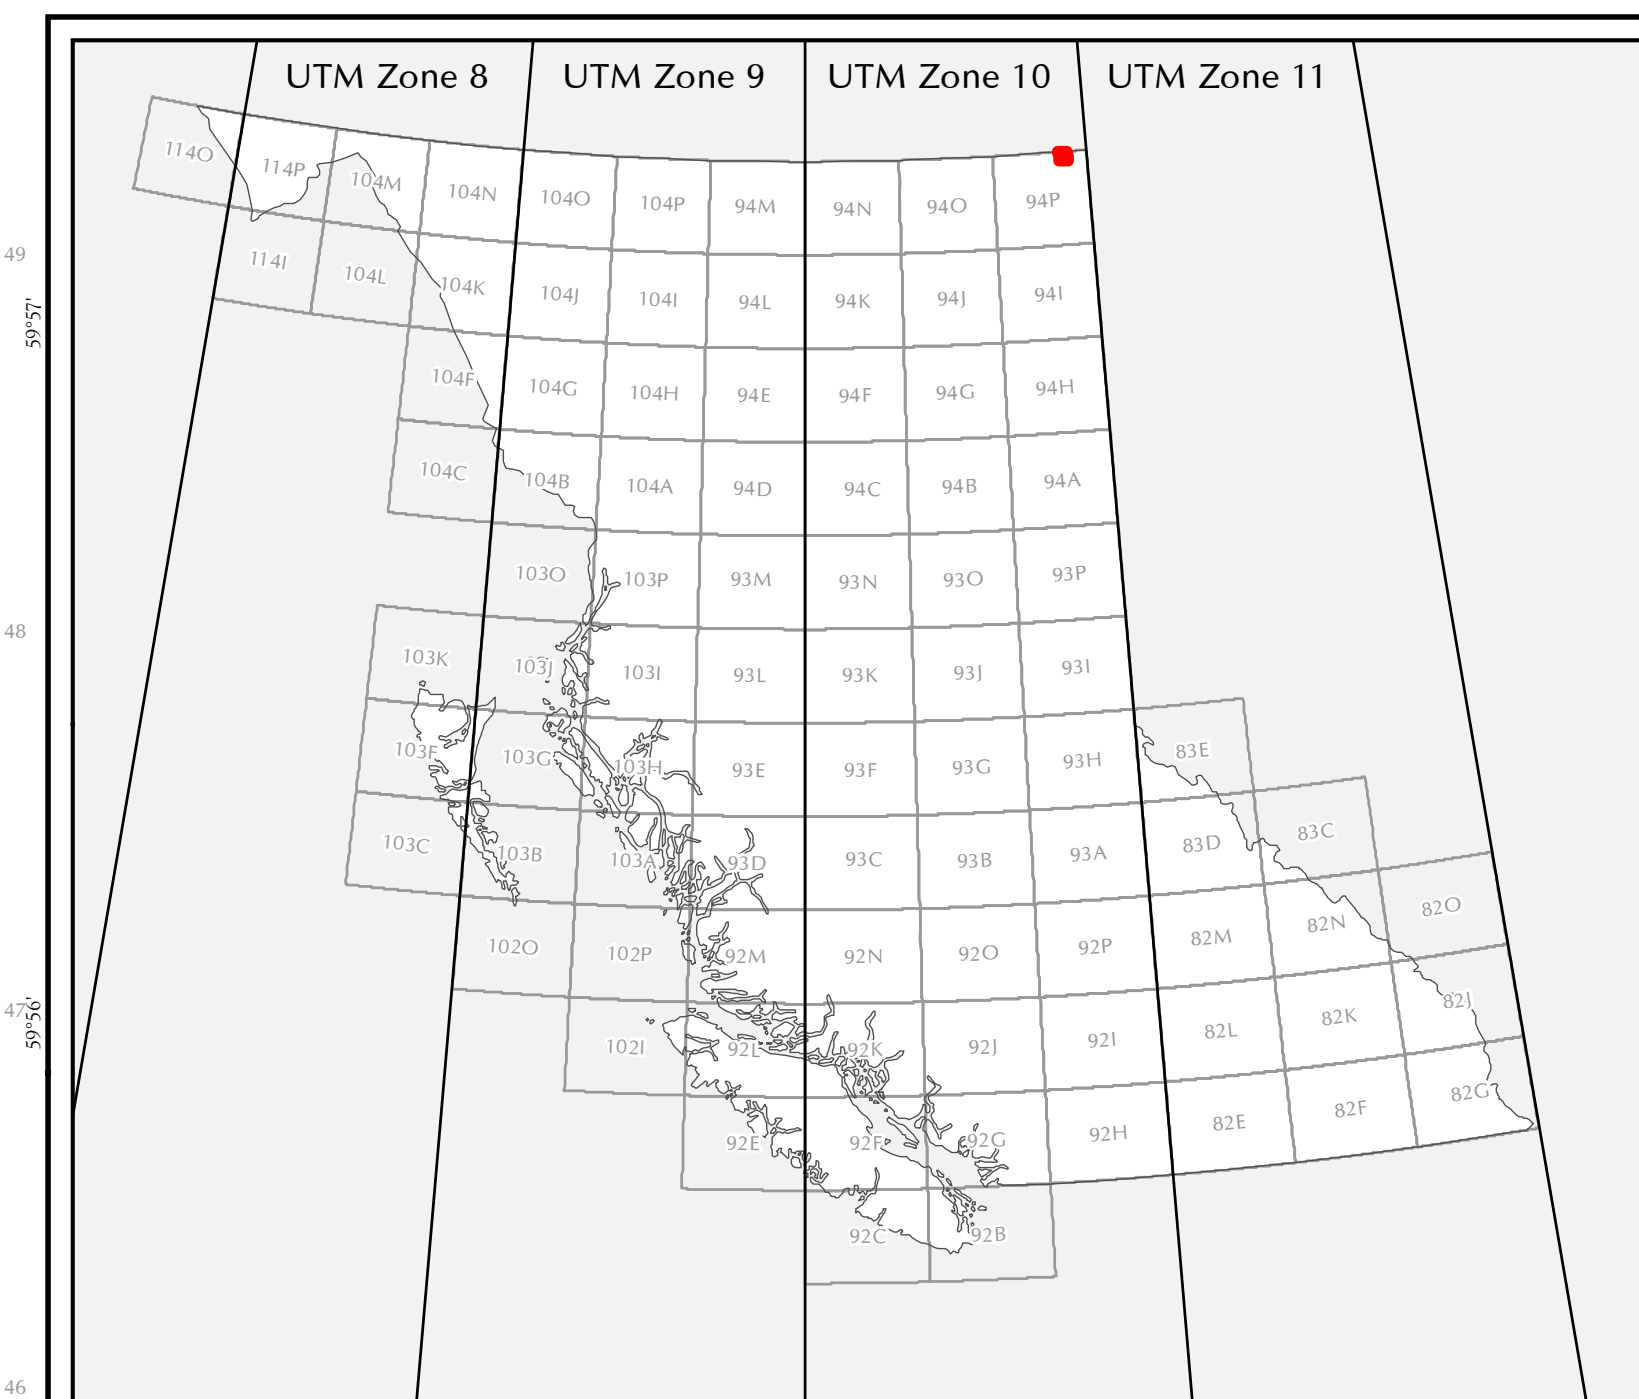 UTM Zone 8 UTM Zone 9 UTM Zone 10 UTM Zone 11
114O 114P 104M 104N 104O 104P 94M 94N 94O 94P
49
114I 104L 104K 104J 104I 94L 94K 94J 94I
59°57'
104F 104G 104H 94E 94F 94G 94H
104C 104B 104A 94D 94C 94B 94A
103O 103P 93M 93N 93O 93P
48
103K 103J 103I 93L 93K 93J 93I
103F 103G 103H 93E 93F 93G 93H 83E
103C 103B 103A 93D 93C 93B 93A 83D 83C
102O 102P 92M 92N 92O 92P 82M 82N 82O
47
59°56'
102I 92L 92K 92J 92I 82L 82K 82J
92E 92F 92G 92H 82E 82F 82G
92C 92B
46